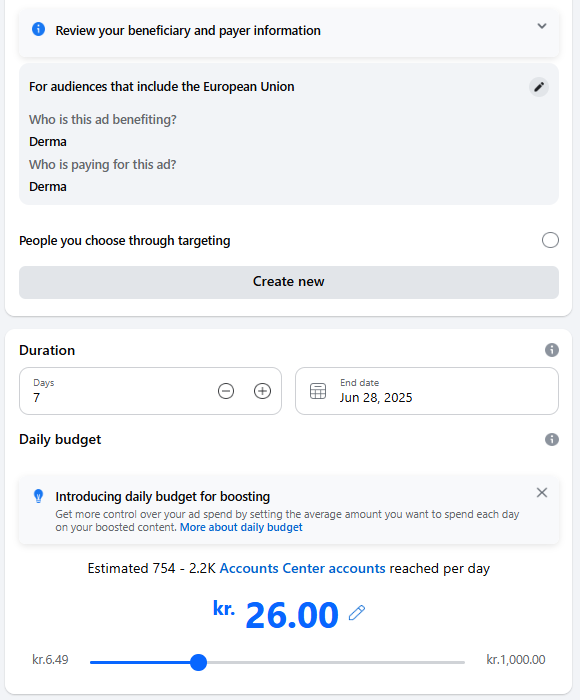 Review your beneficiary and payer information
For audiences that include the European Union
Who is this ad benefiting?
Derma
Who is paying for this ad?
Derma
People you choose through targeting
Create new
Duration
Days
7
End date
Jun 28, 2025
Daily budget
Introducing daily budget for boosting
Get more control over your ad spend by setting the average amount you want to spend each day
on your boosted content. More about daily budget
Estimated 754 - 2.2K Accounts Center accounts reached per day
kr. 26.00
kr.6.49
kr.1,000.00